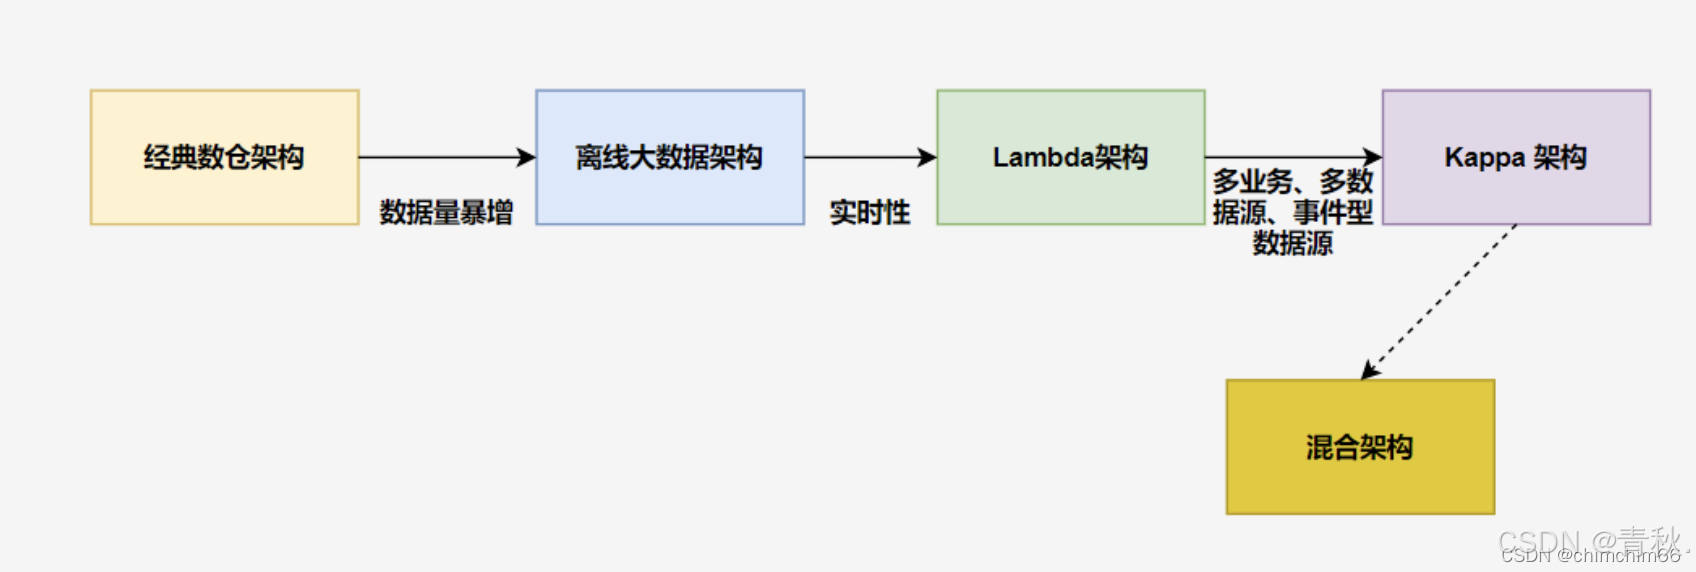 经典数仓架构
数据量暴增
离线大数据架构
实时性
Lambda架构
多业务、多数
据源、事件型
数据源
Kappa 架构
混合架构
CSDN @青秋.
CSDN @chimchim66